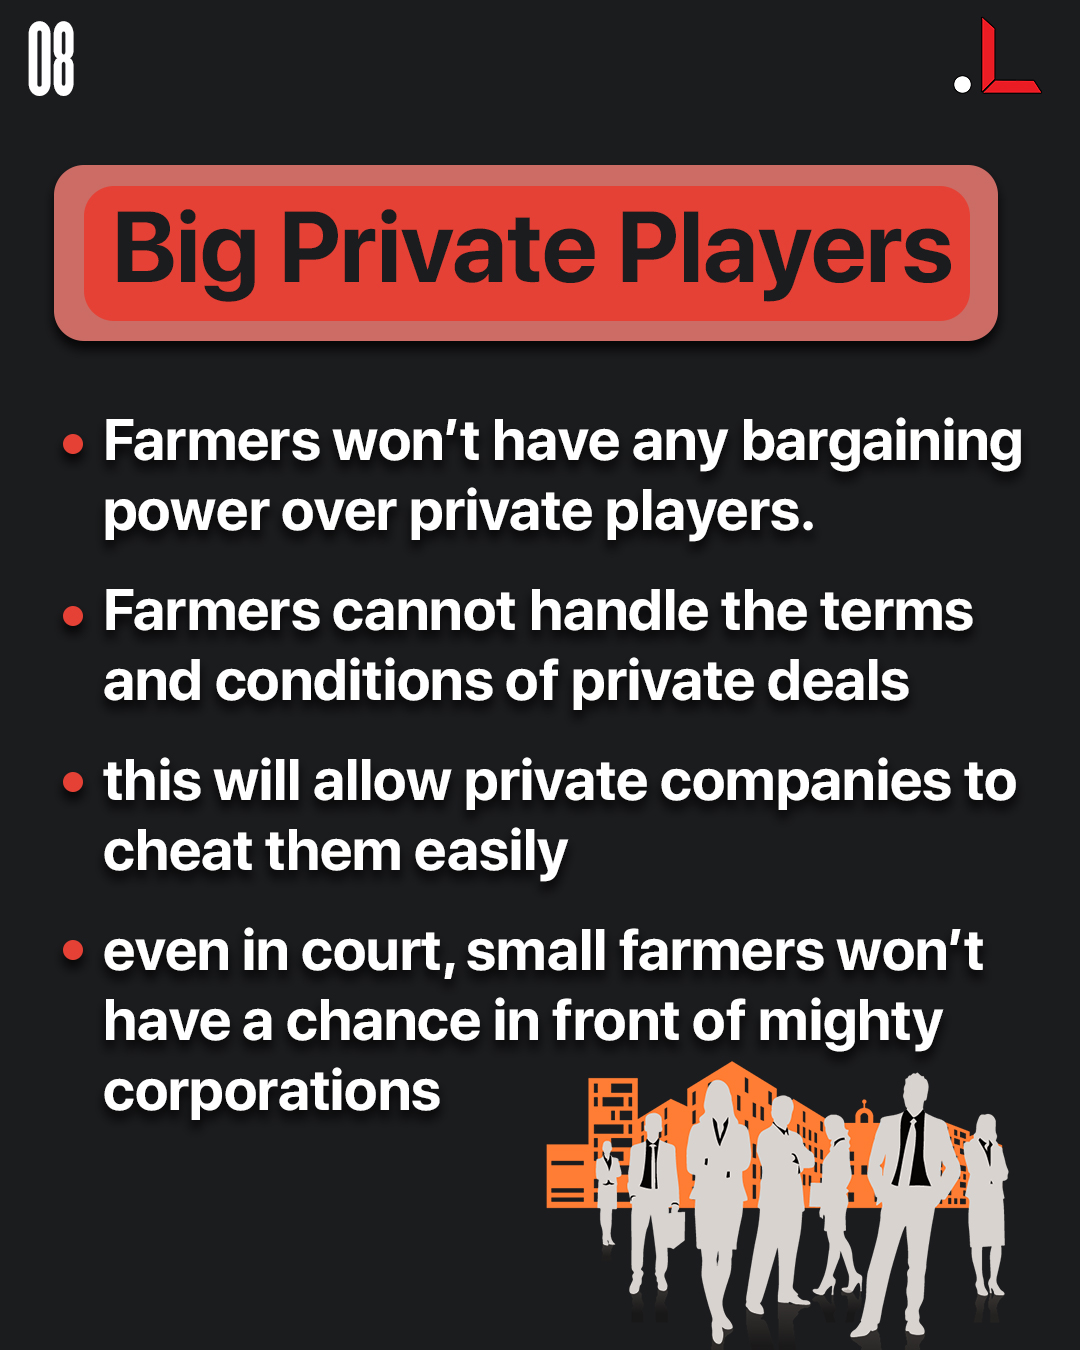 08
.L
Big Private Players
Farmers won’t have any bargaining
power over private players.
Farmers cannot handle the terms
and conditions of private deals
this will allow private companies to
cheat them easily
even in court, small farmers won’t
have a chance in front of mighty
corporations